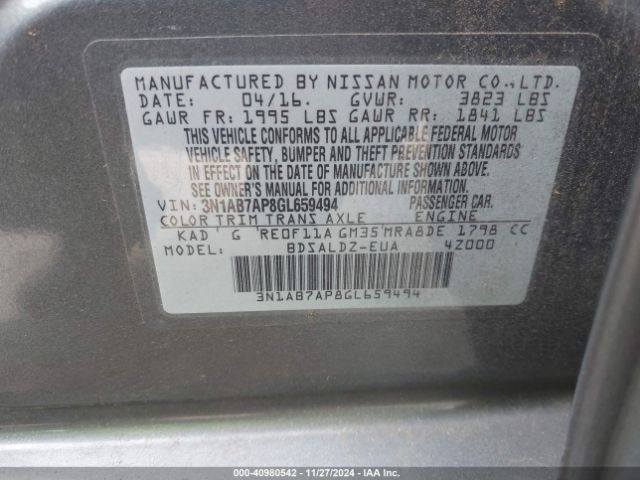 MANUFACTURED BY NISSAN MOTOR CO.,LTD.
DATE: 04/16. GVWR: 3823 LBS
GAWR FR: 1995 LBS GAWR RR: 1841 LBS
THIS VEHICLE CONFORMS TO ALL APPLICABLE FEDERAL MOTOR
VEHICLE SAFETY, BUMPER AND THEFT PREVENTION STANDARDS
IN EFFECT ON THE DATE OF MANUFACTURE SHOWN ABOVE.
SEE OWNER'S MANUAL FOR ADDITIONAL INFORMATION.
VIN: 3N1AB7AP8GL659494 PASSENGER CAR.
COLOR TRIM TRANS AXLE ENGINE
KAD G RE0F11A GM35 MRA8DE 1798 CC
MODEL: BDSALDZ-EUA 4Z000
3N1AB7AP8GL659494
000-40980542 - 11/27/2024 - IAA Inc.